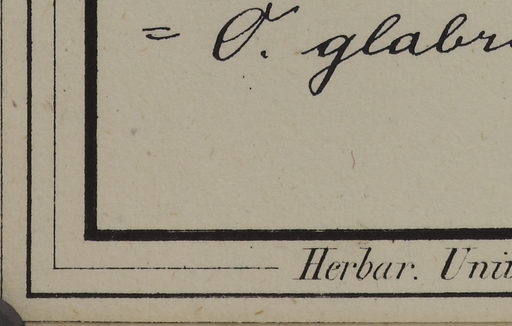 = O. glabr
Herbar. Unit